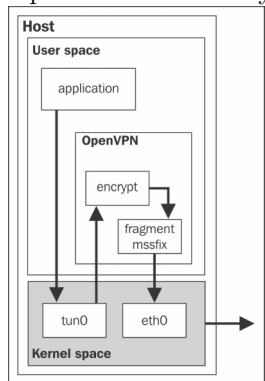 Host
User space
application
OpenVPN
encrypt
fragment
mssfix
tun0
eth0
Kernel space